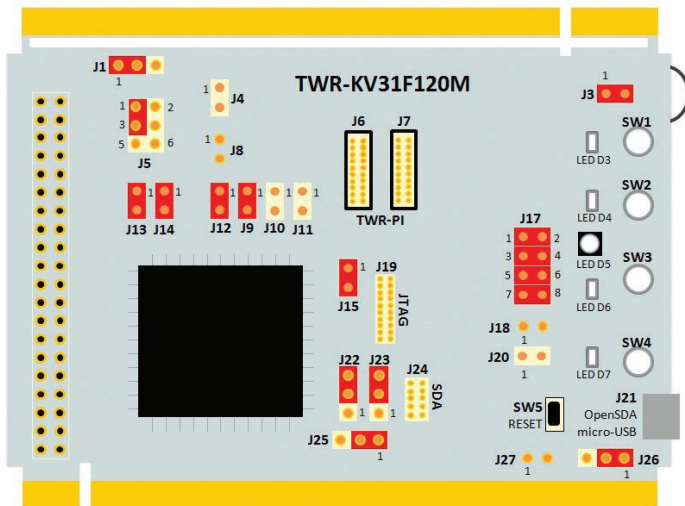 TWR-KV31F120M
J1
1
J3
1
1
2
3
5
6
J5
1
J4
1
J8
J6
J7
TWR-PI
SW1
LED D3
SW2
LED D4
LED D5
SW3
LED D6
SW4
LED D7
1
J13
1
J14
1
J12
1
J9
1
J10
1
J11
J17
1
2
3
4
5
6
7
8
1
J15
J19
JTAG
J18
1
J20
1
J22
1
J23
1
J24
SDA
J25
1
SW5
RESET
J21
OpenSDA
micro-USB
J27
1
J26
1